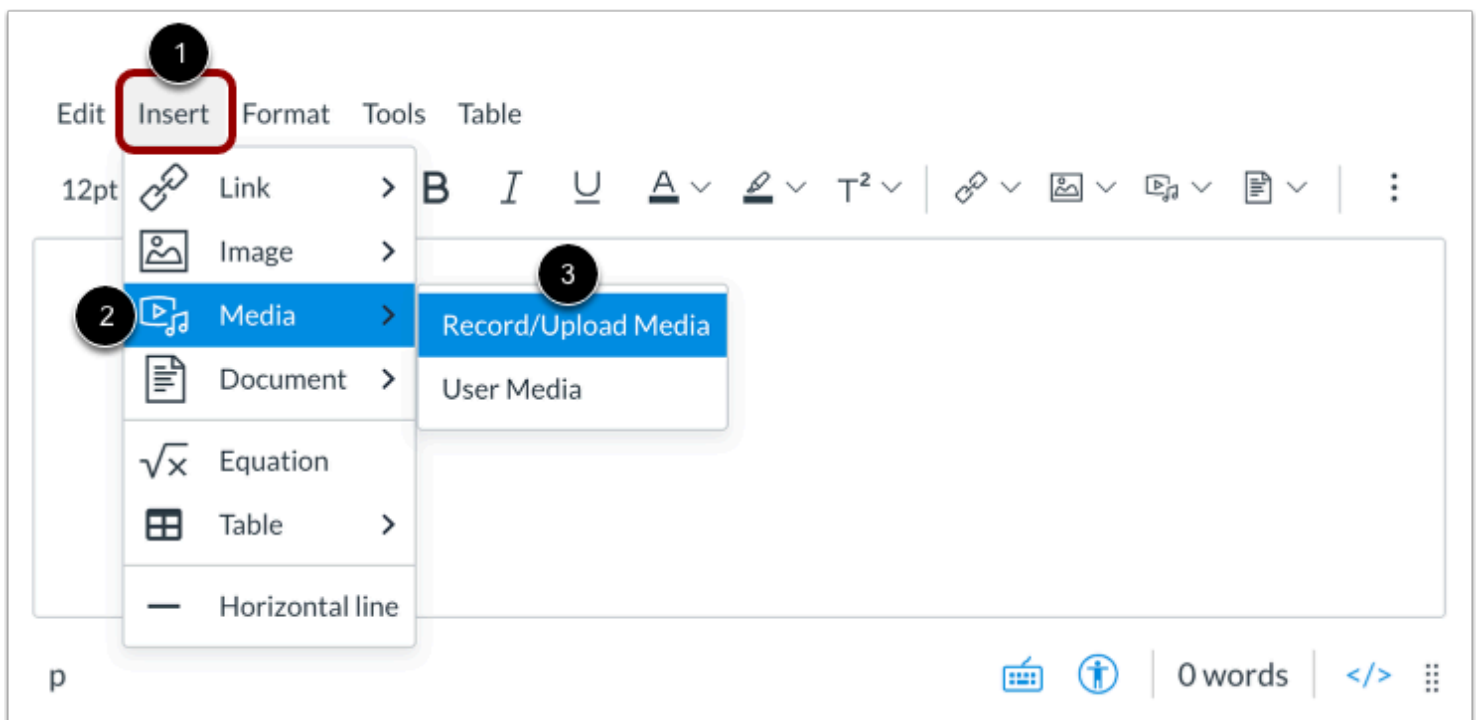 1
Edit Insert Format Tools Table
12pt B I U A T²
Link
Image
3
2 Media
Record/Upload Media
Document
User Media
√x Equation
Table
Horizontal line
p 0 words </>